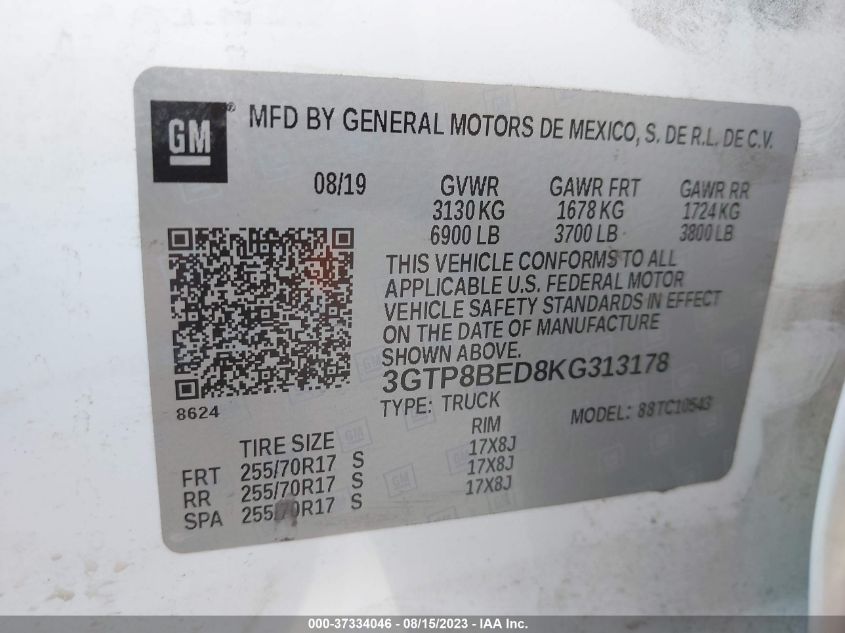 GM ® MFD BY GENERAL MOTORS DE MEXICO, S. DE R.L. DE C.V.
08/19 GVWR GAWR FRT GAWR RR
3130 KG 1678 KG 1724 KG
6900 LB 3700 LB 3800 LB
THIS VEHICLE CONFORMS TO ALL
APPLICABLE U.S. FEDERAL MOTOR
VEHICLE SAFETY STANDARDS IN EFFECT
ON THE DATE OF MANUFACTURE
SHOWN ABOVE.
3GTP8BED8KG313178
8624
TYPE: TRUCK MODEL: 88TC10543
TIRE SIZE RIM
FRT 255/70R17 S 17X8J
RR 255/70R17 S 17X8J
SPA 255/70R17 S 17X8J
000-37334046 - 08/15/2023 - IAA Inc.